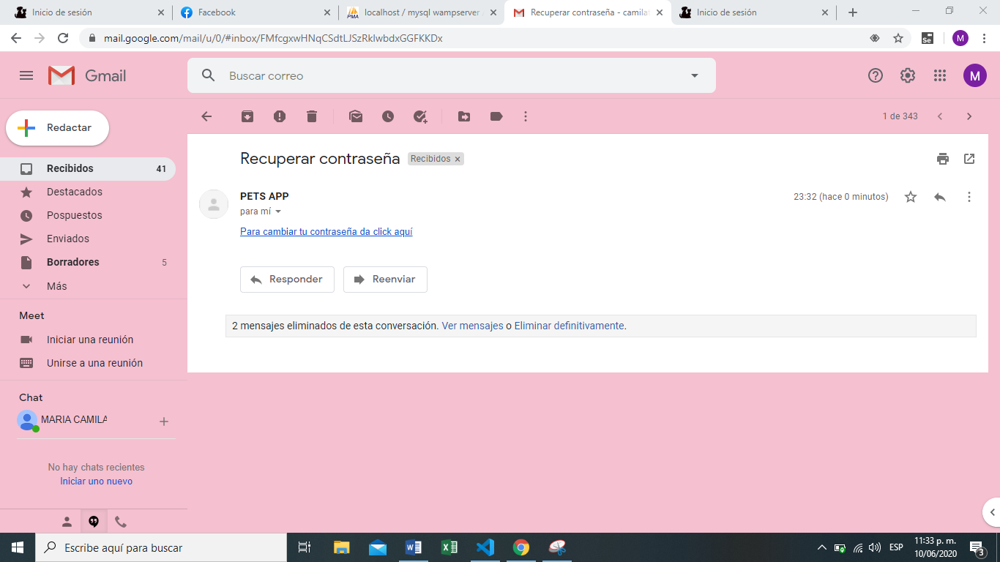 Inicio de sesión
Facebook
localhost / mysql wampserver
Recuperar contraseña - camila
Inicio de sesión
mail.google.com/mail/u/0/#inbox/FMfcgxwHNqCSdtLJSzRklwbdxGGFKKDx
Se
M
Gmail
Buscar correo
M
Redactar
1 de 343
Recibidos 41
Destacados
Pospuestos
Enviados
Borradores 5
Más
Meet
Iniciar una reunión
Unirse a una reunión
Chat
MARIA CAMILA
No hay chats recientes
Iniciar uno nuevo
Recuperar contraseña Recibidos x
PETS APP
23:32 (hace 0 minutos)
para mí
Para cambiar tu contraseña da click aquí
Responder Reenviar
2 mensajes eliminados de esta conversación. Ver mensajes o Eliminar definitivamente.
Escribe aquí para buscar
ESP
11:33 p. m.
10/06/2020
3